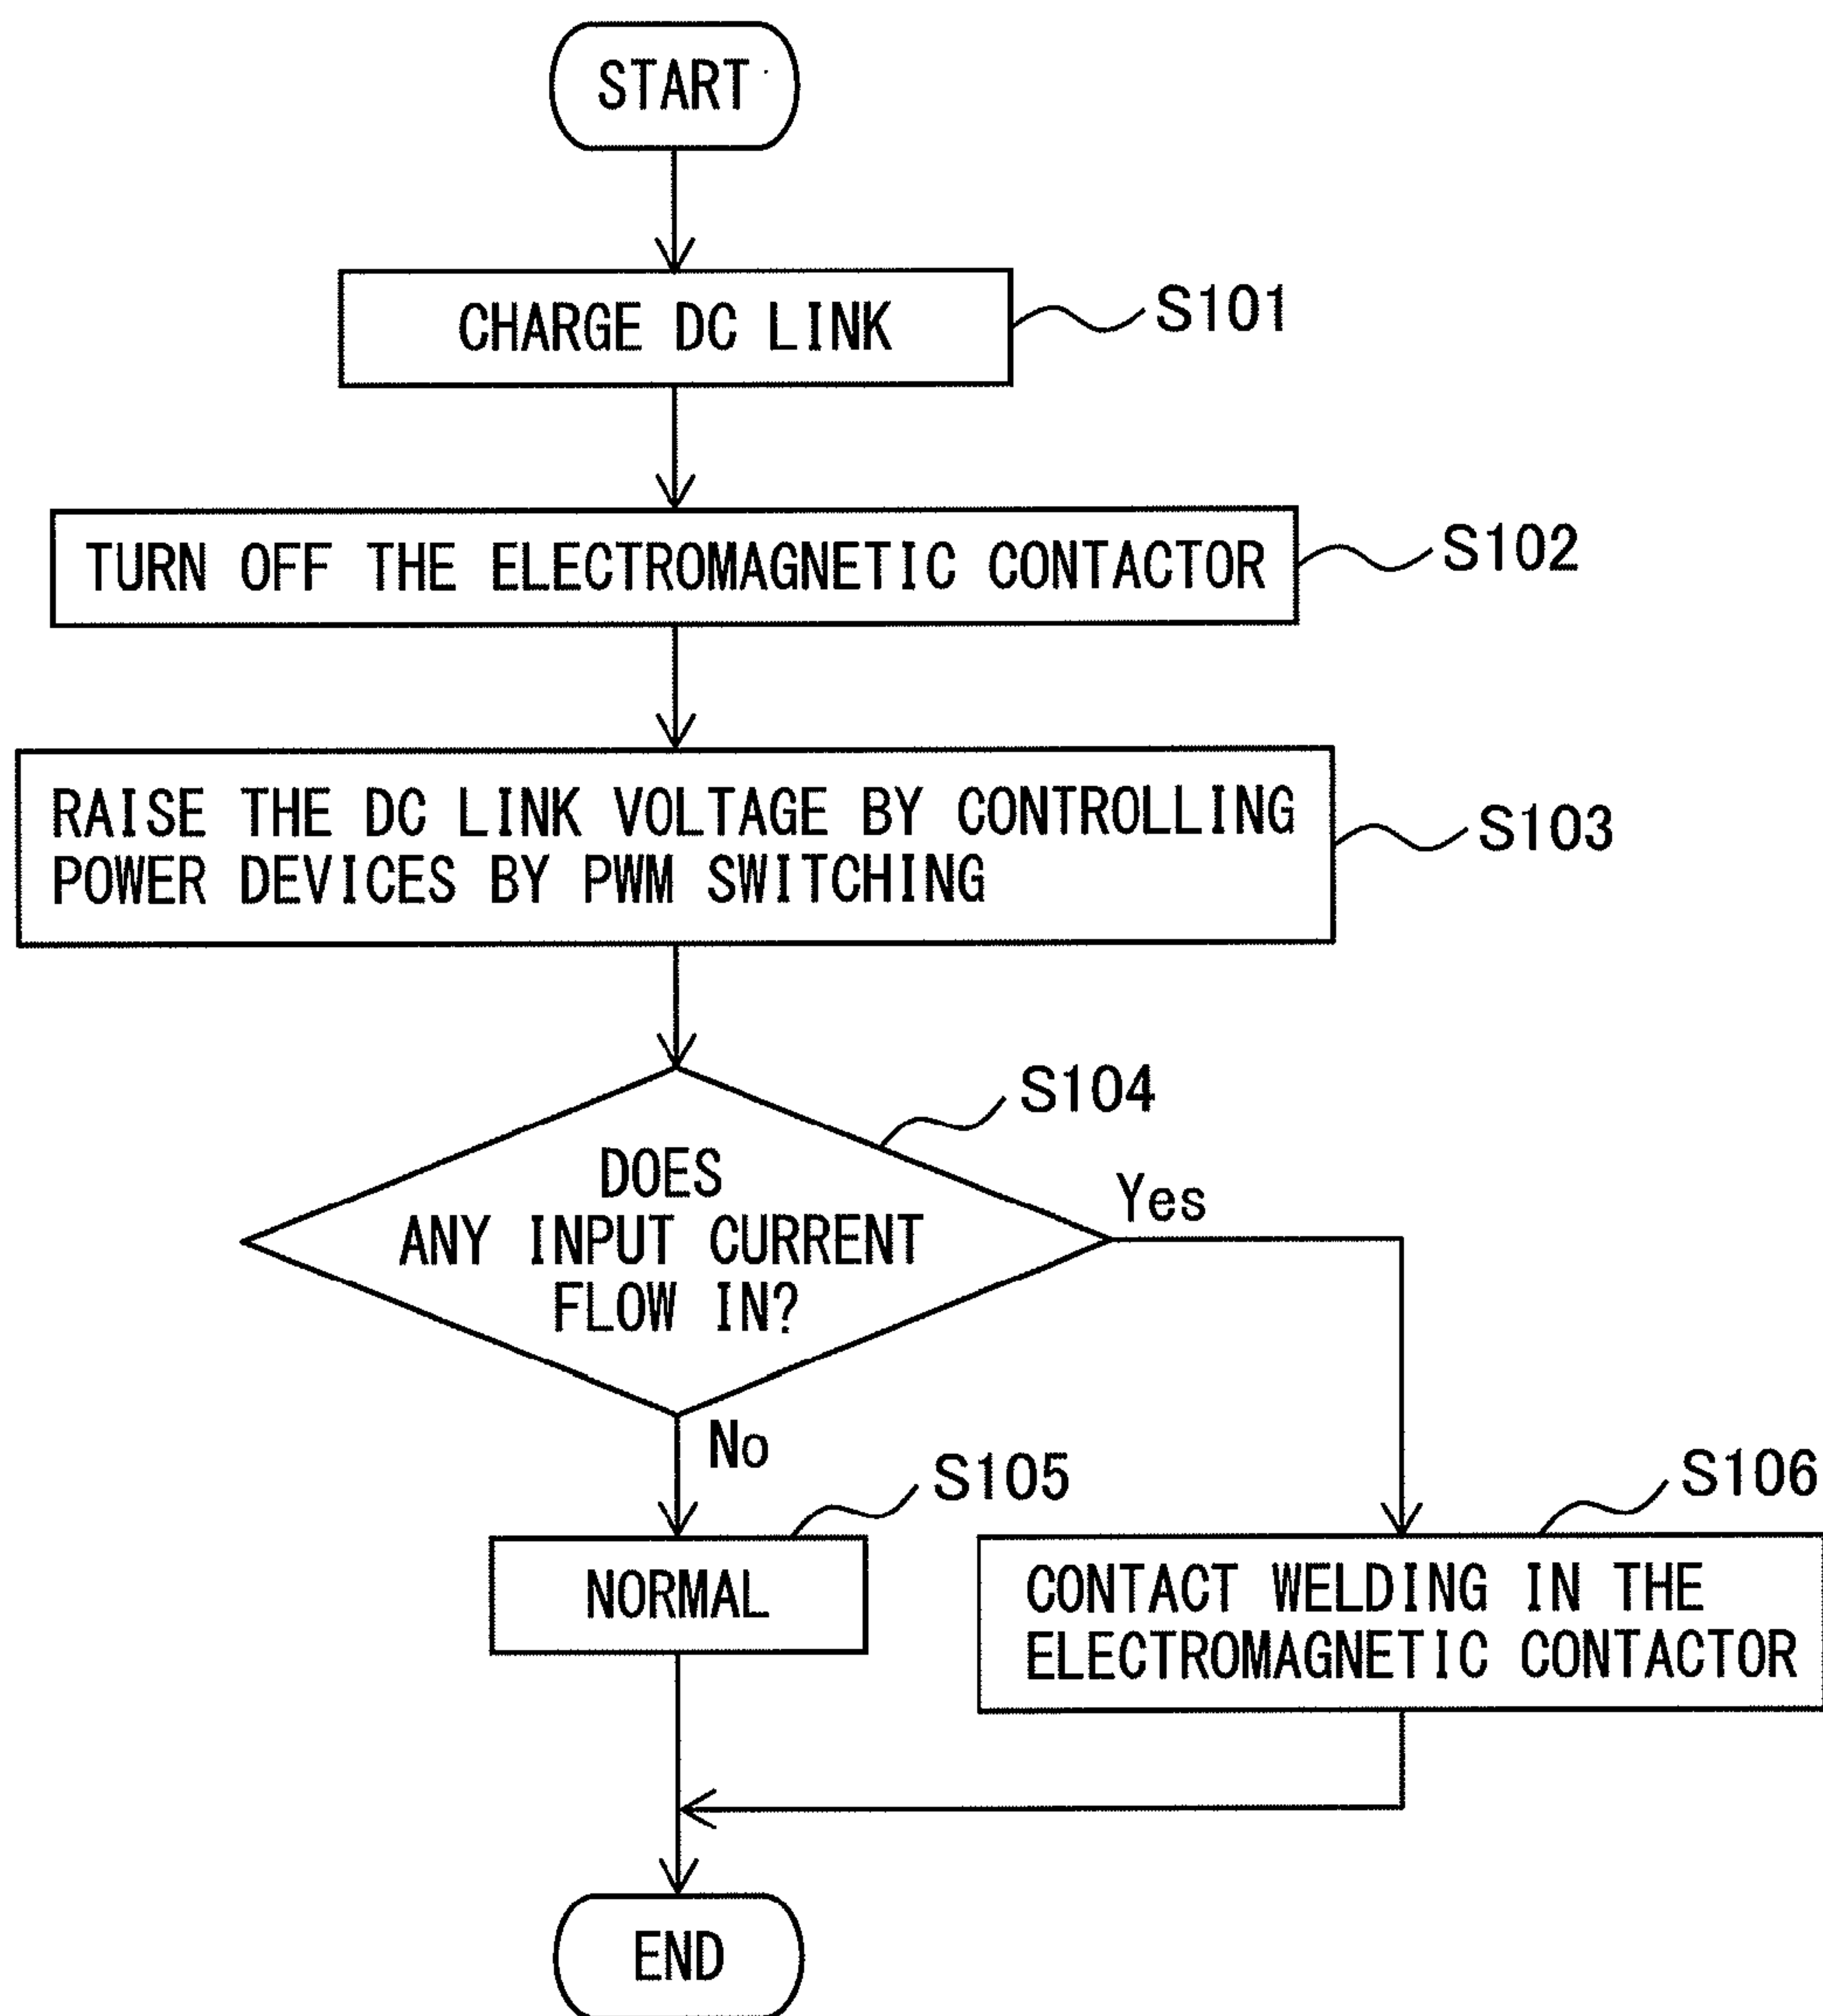 START
CHARGE DC LINK
S101
TURN OFF THE ELECTROMAGNETIC CONTACTOR
S102
RAISE THE DC LINK VOLTAGE BY CONTROLLING
POWER DEVICES BY PWM SWITCHING
S103
S104
DOES
ANY INPUT CURRENT
FLOW IN?
Yes
No
S105
NORMAL
S106
CONTACT WELDING IN THE
ELECTROMAGNETIC CONTACTOR
END